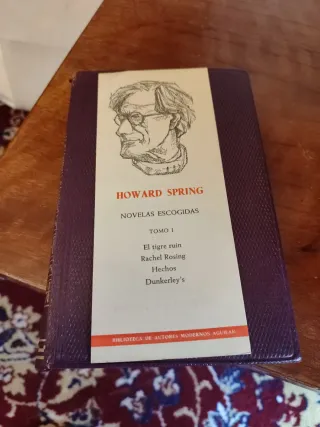 HOWARD SPRING
NOVELAS ESCOGIDAS
TOMO I
El tigre ruin
Rachel Rosing
Hechos
Dunkerley's
BIBLIOTECA DE AUTORES MODERNOS AGUILAR